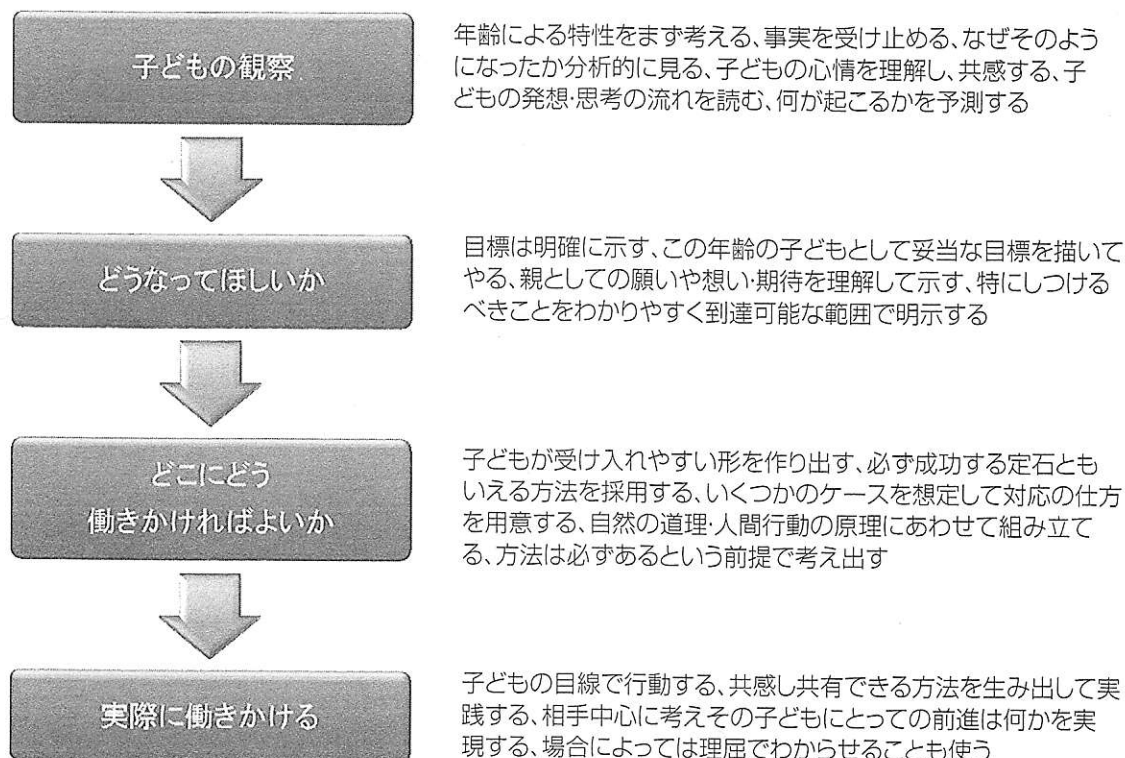 子どもの観察
年齢による特性をまず考える、事実を受け止める、なぜそのよう
になったか分析的に見る、子どもの心情を理解し、共感する、子
どもの発想・思考の流れを読む、何が起こるかを予測する
どうなってほしいか
目標は明確に示す、この年齢の子どもとして妥当な目標を描いて
やる、親としての願いや想い・期待を理解して示す、特にしつける
べきことをわかりやすく到達可能な範囲で明示する
どこにどう
働きかければよいか
子どもが受け入れやすい形を作り出す、必ず成功する定石とも
いえる方法を採用する、いくつかのケースを想定して対応の仕方
を用意する、自然の道理・人間行動の原理にあわせて組み立て
る、方法は必ずあるという前提で考え出す
実際に働きかける
子どもの目線で行動する、共感し共有できる方法を生み出して実
践する、相手中心に考えその子どもにとっての前進は何かを実
現する、場合によっては理屈でわからせることも使う